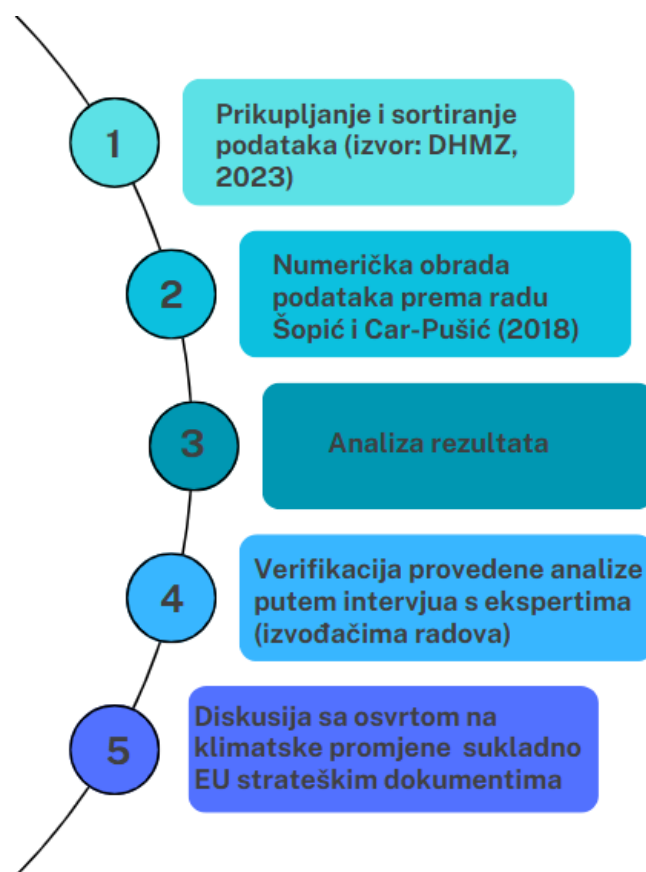 1
Prikupljanje i sortiranje
podataka (izvor: DHMZ,
2023)
2
Numerička obrada
podataka prema radu
Šopić i Car-Pušić (2018)
3
Analiza rezultata
4
Verifikacija provedene analize
putem intervjua s ekspertima
(izvođačima radova)
5
Diskusija sa osvrtom na
klimatske promjene  sukladno
EU strateškim dokumentima